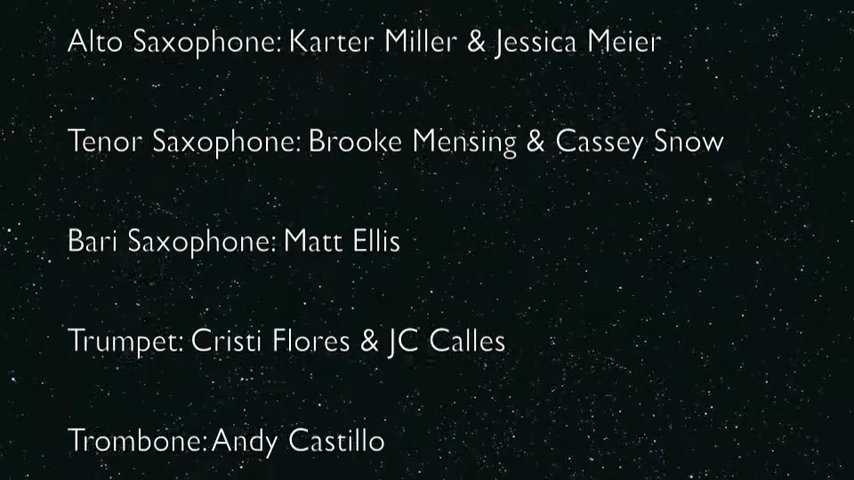 Alto Saxophone: Karter Miller & Jessica Meier
Tenor Saxophone: Brooke Mensing & Cassey Snow
Bari Saxophone: Matt Ellis
Trumpet: Cristi Flores & JC Calles
Trombone: Andy Castillo